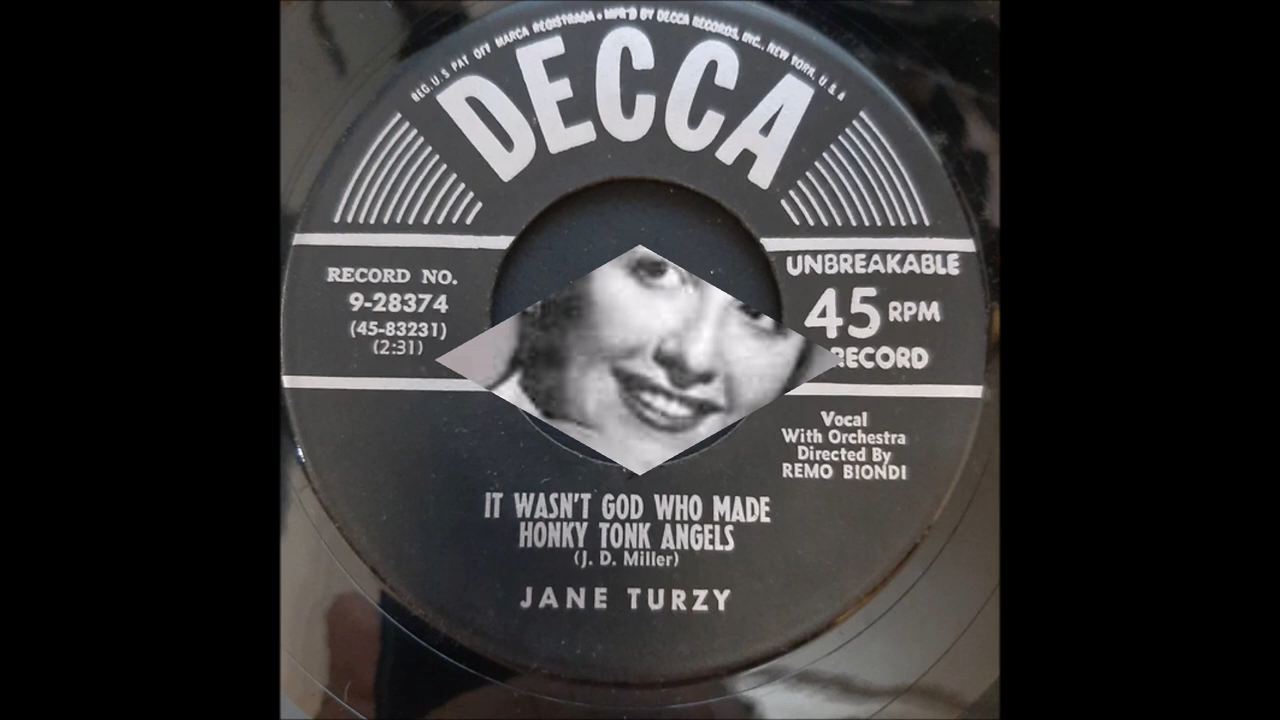 REG. U.S PAT OFF MARCA REGISTRADA • MFR'D BY DECCA RECORDS, INC., NEW YORK, U.S.A
DECCA
RECORD NO.
9-28374
(45-83231)
(2:31)
UNBREAKABLE
45 RPM
RECORD
Vocal
With Orchestra
Directed By
REMO BIONDI
IT WASN'T GOD WHO MADE
HONKY TONK ANGELS
(J. D. Miller)
JANE TURZY